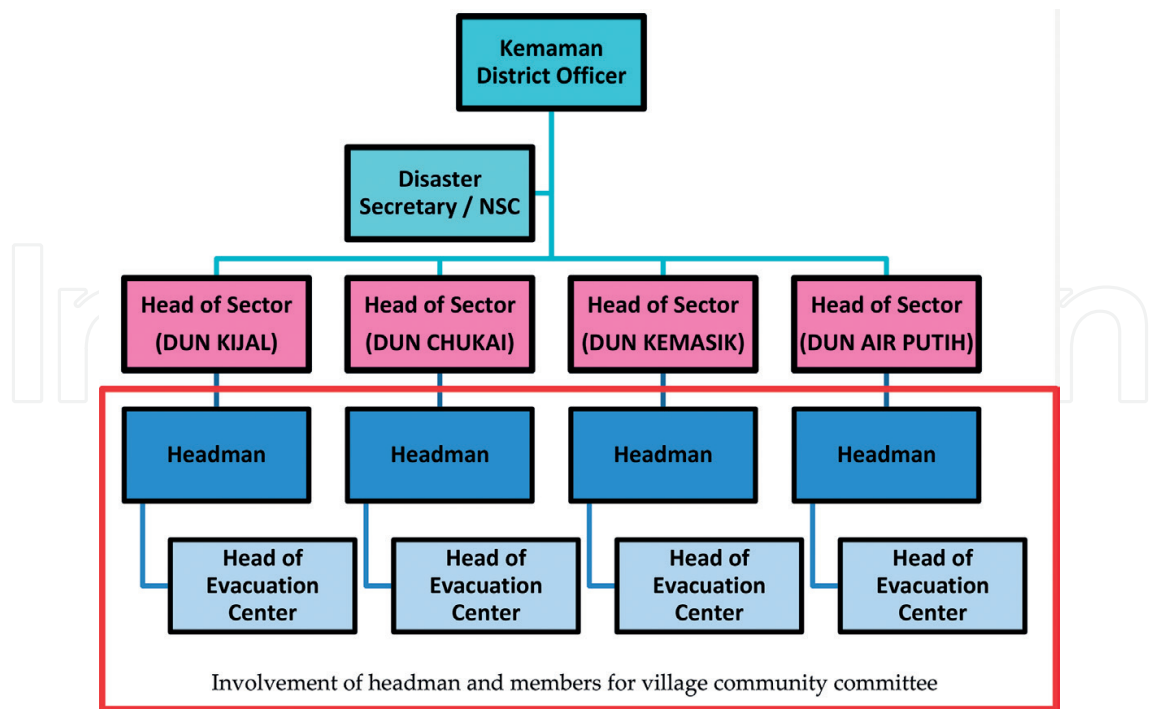 Kemaman
District Officer
Disaster
Secretary / NSC
Head of Sector
(DUN KIJAL)
Head of Sector
(DUN CHUKAI)
Head of Sector
(DUN KEMASIK)
Head of Sector
(DUN AIR PUTIH)
Headman
Headman
Headman
Headman
Head of
Evacuation
Center
Head of
Evacuation
Center
Head of
Evacuation
Center
Head of
Evacuation
Center
Involvement of headman and members for village community committee